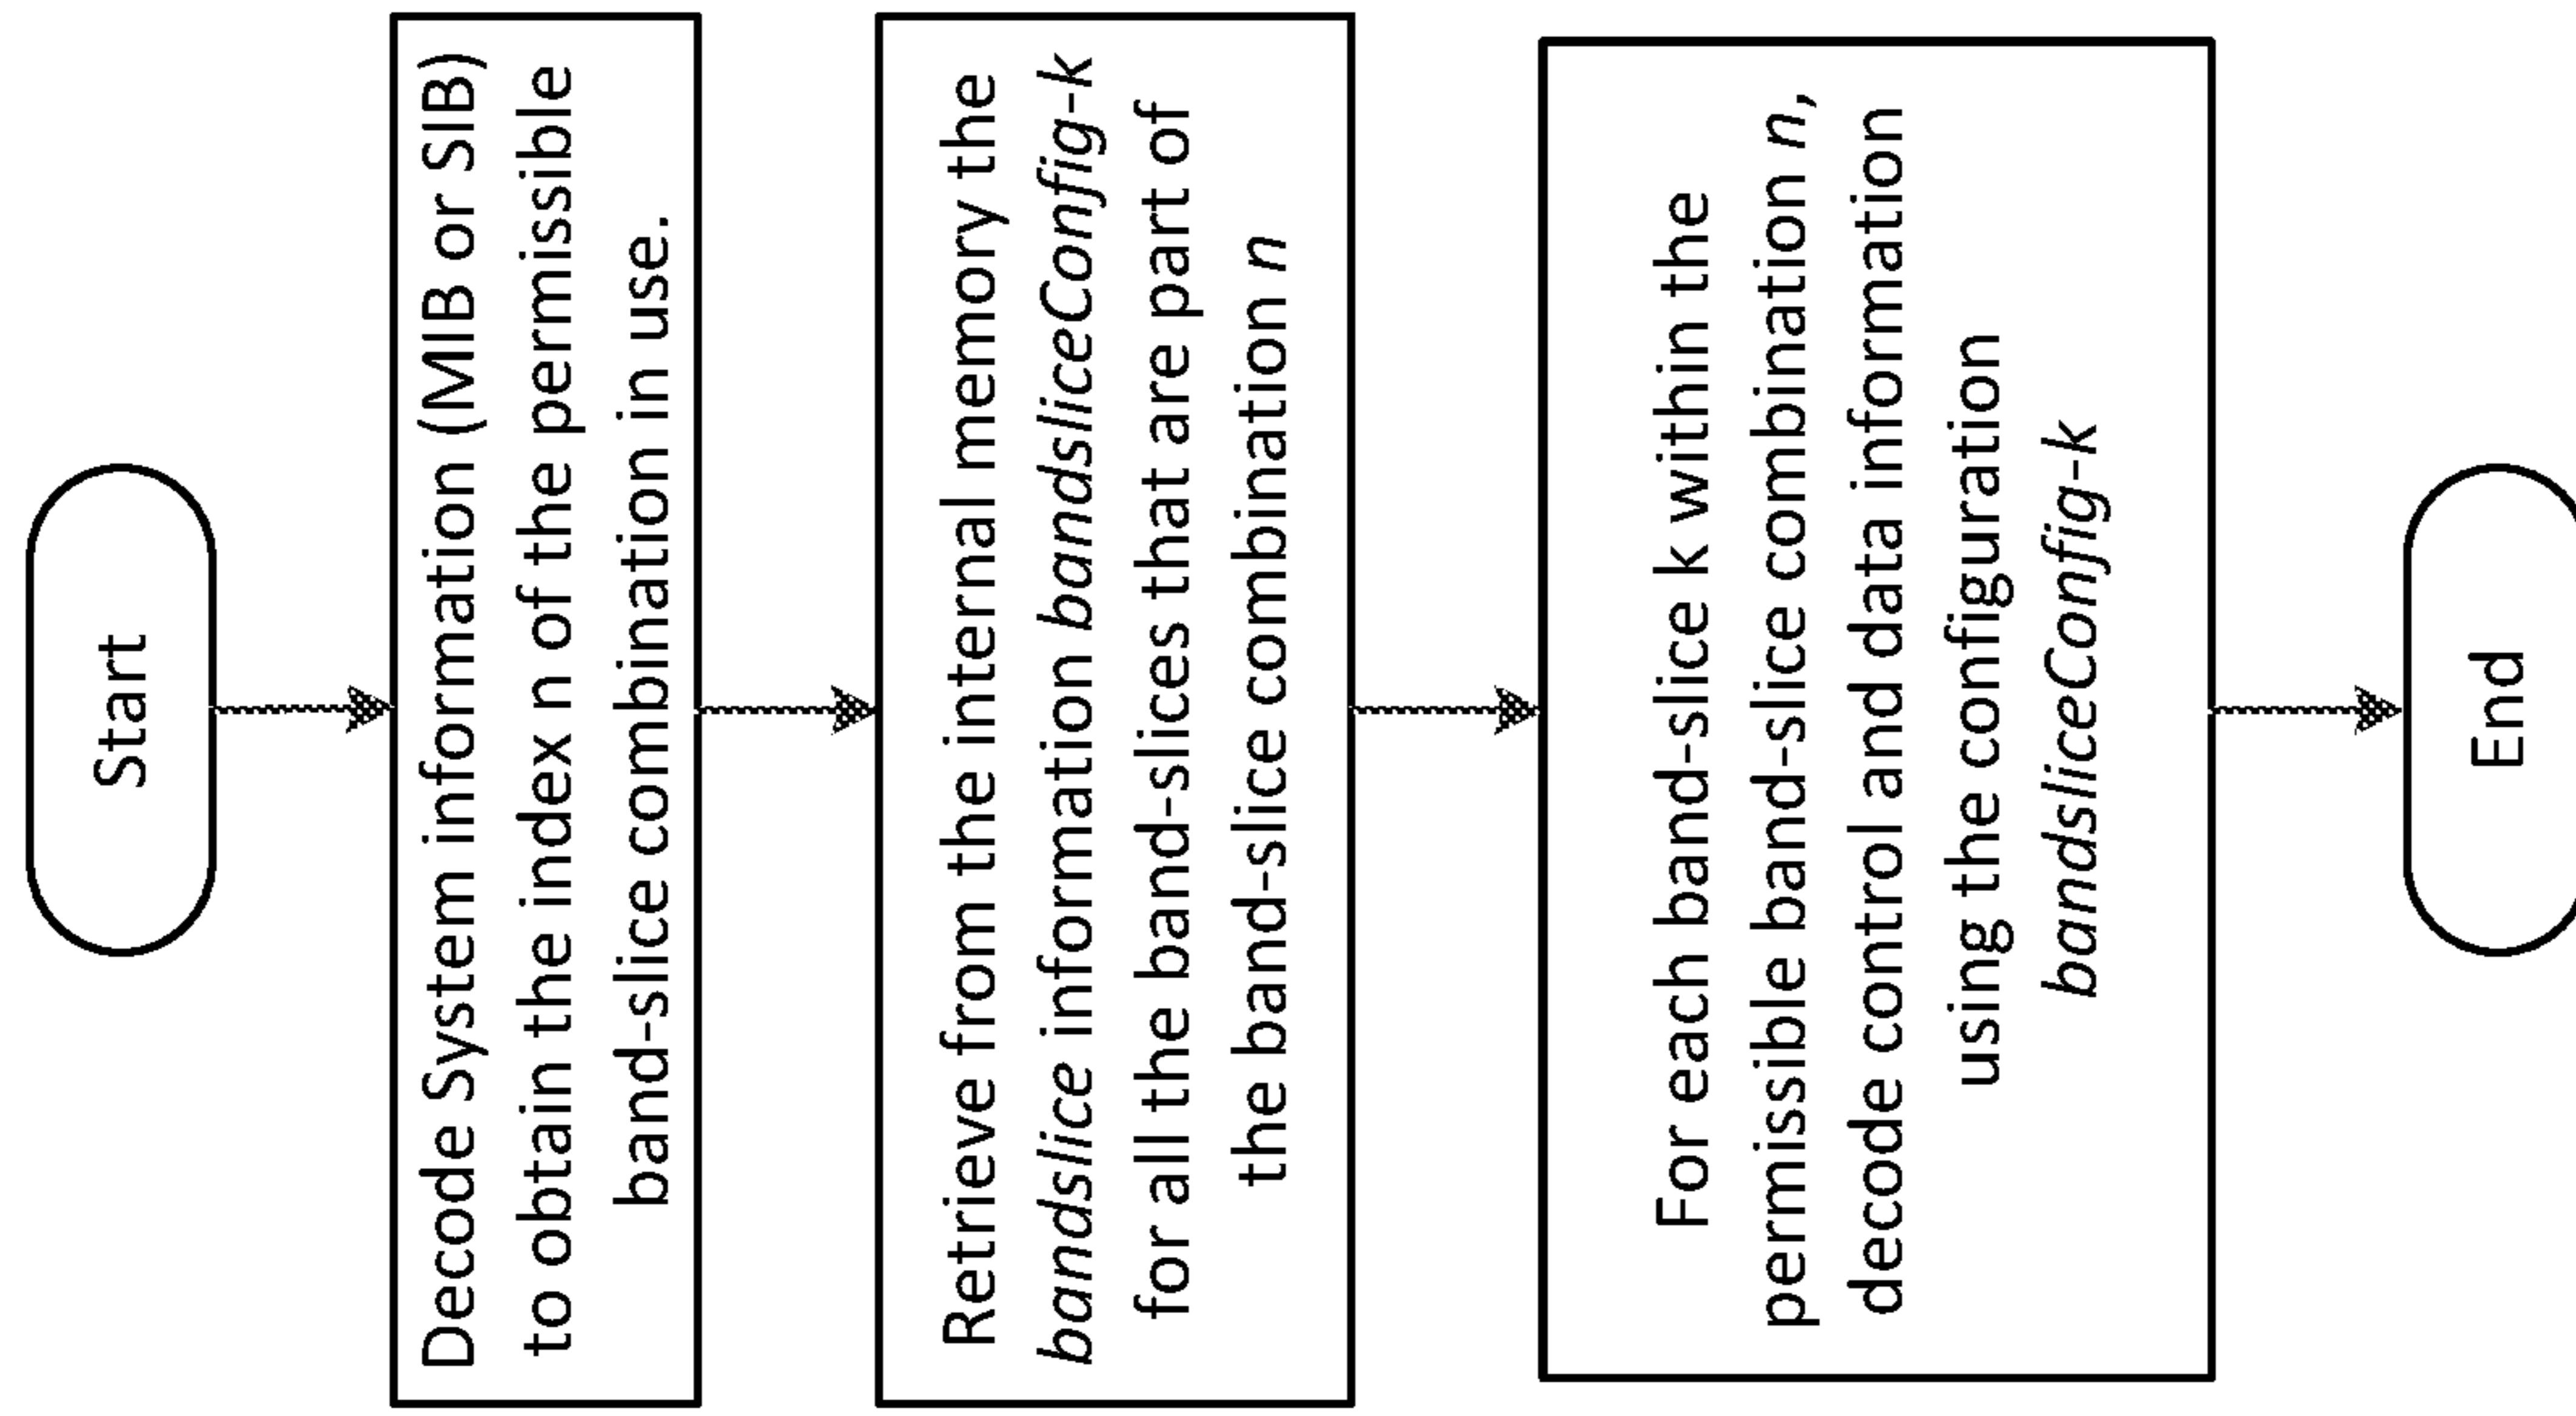 Start
Decode System information (MIB or SIB)
to obtain the index n of the permissible
band-slice combination in use.
Retrieve from the internal memory the
bandslice information bandsliceConfig-k
for all the band-slices that are part of
the band-slice combination n
For each band-slice k within the
permissible band-slice combination n,
decode control and data information
using the configuration
bandsliceConfig-k
End